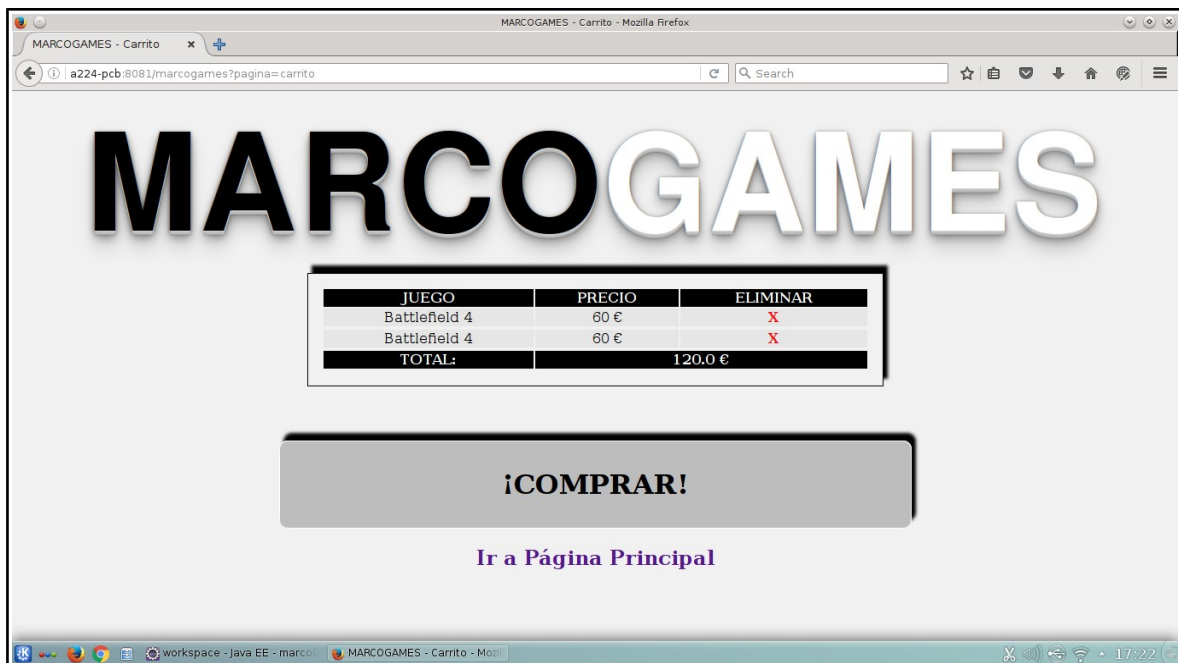 MARCOGAMES - Carrito - Mozilla Firefox
MARCOGAMES - Carrito
a224-pcb:8081/marcogames?pagina=carrito
Search
MARCOGAMES
JUEGO PRECIO ELIMINAR
Battlefield 4 60 € X
Battlefield 4 60 € X
TOTAL: 120.0 €
¡COMPRAR!
Ir a Página Principal
workspace - Java EE - marco MARCOGAMES - Carrito - Mozi 17:22